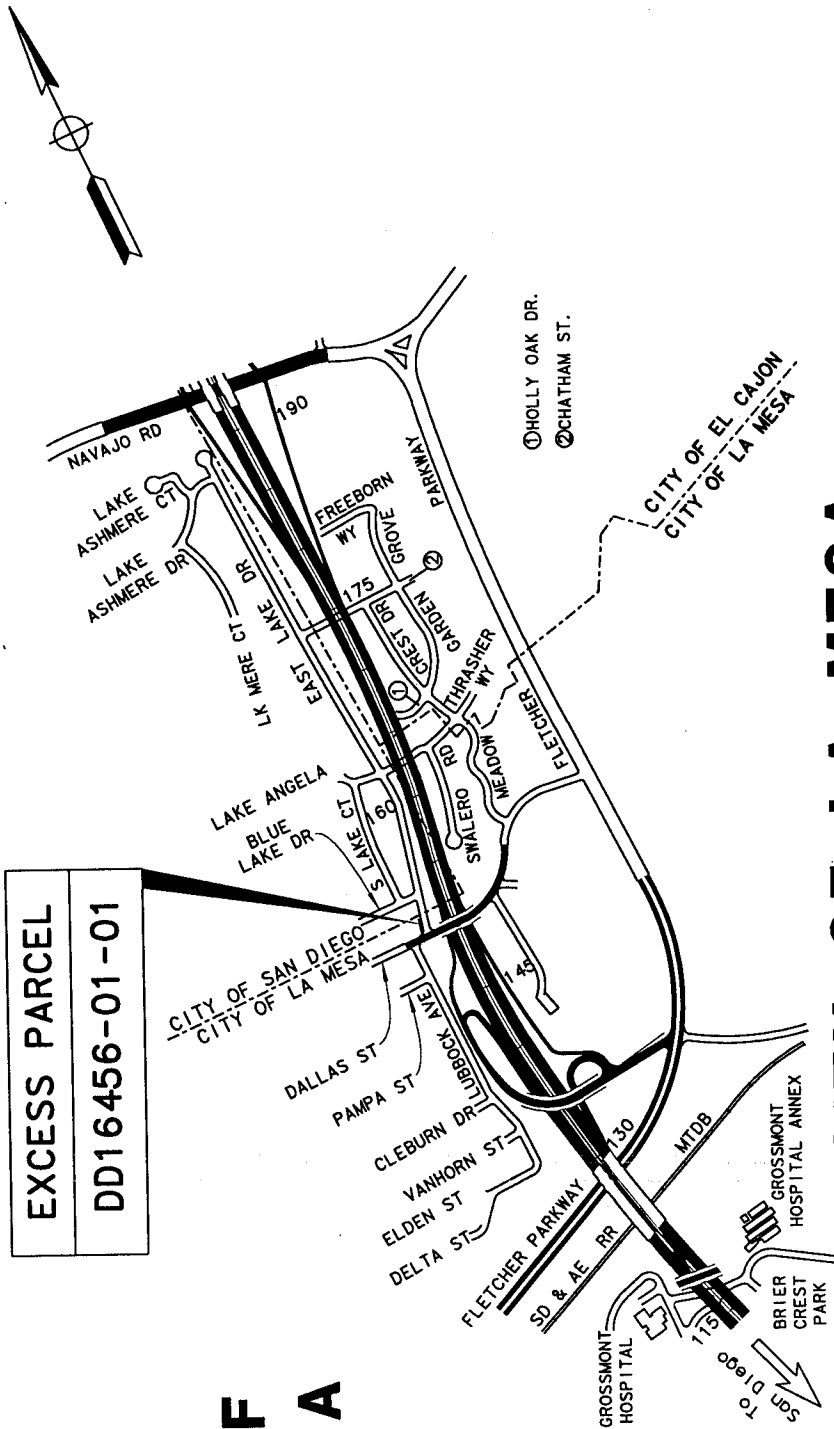 EXCESS PARCEL
DD16456-01-01
NAVAJO RD
LAKE
ASHMERE CT
LAKE
ASHMERE DR
LK MERE CT
EAST LAKE DR
190
FREEBORN
WY
GROVE
175
CREST DR
GARDEN
②
①
THRASHER
WY
PARKWAY
FLETCHER
①HOLLY OAK DR.
②CHATHAM ST.
CITY OF EL CAJON
CITY OF LA MESA
LAKE ANGELA
BLUE
LAKE DR
S LAKE CT
160
SWALERO RD
MEADOW
CITY OF SAN DIEGO
CITY OF LA MESA
DALLAS ST
PAMPA ST
LUBBOCK AVE
145
CLEBURN DR
VANHORN ST
ELDEN ST
DELTA ST
FLETCHER PARKWAY
130
SD & AE RR
MTDB
GROSSMONT
HOSPITAL ANNEX
GROSSMONT
HOSPITAL
115
BRIER
CREST
PARK
To
San Diego
F
A